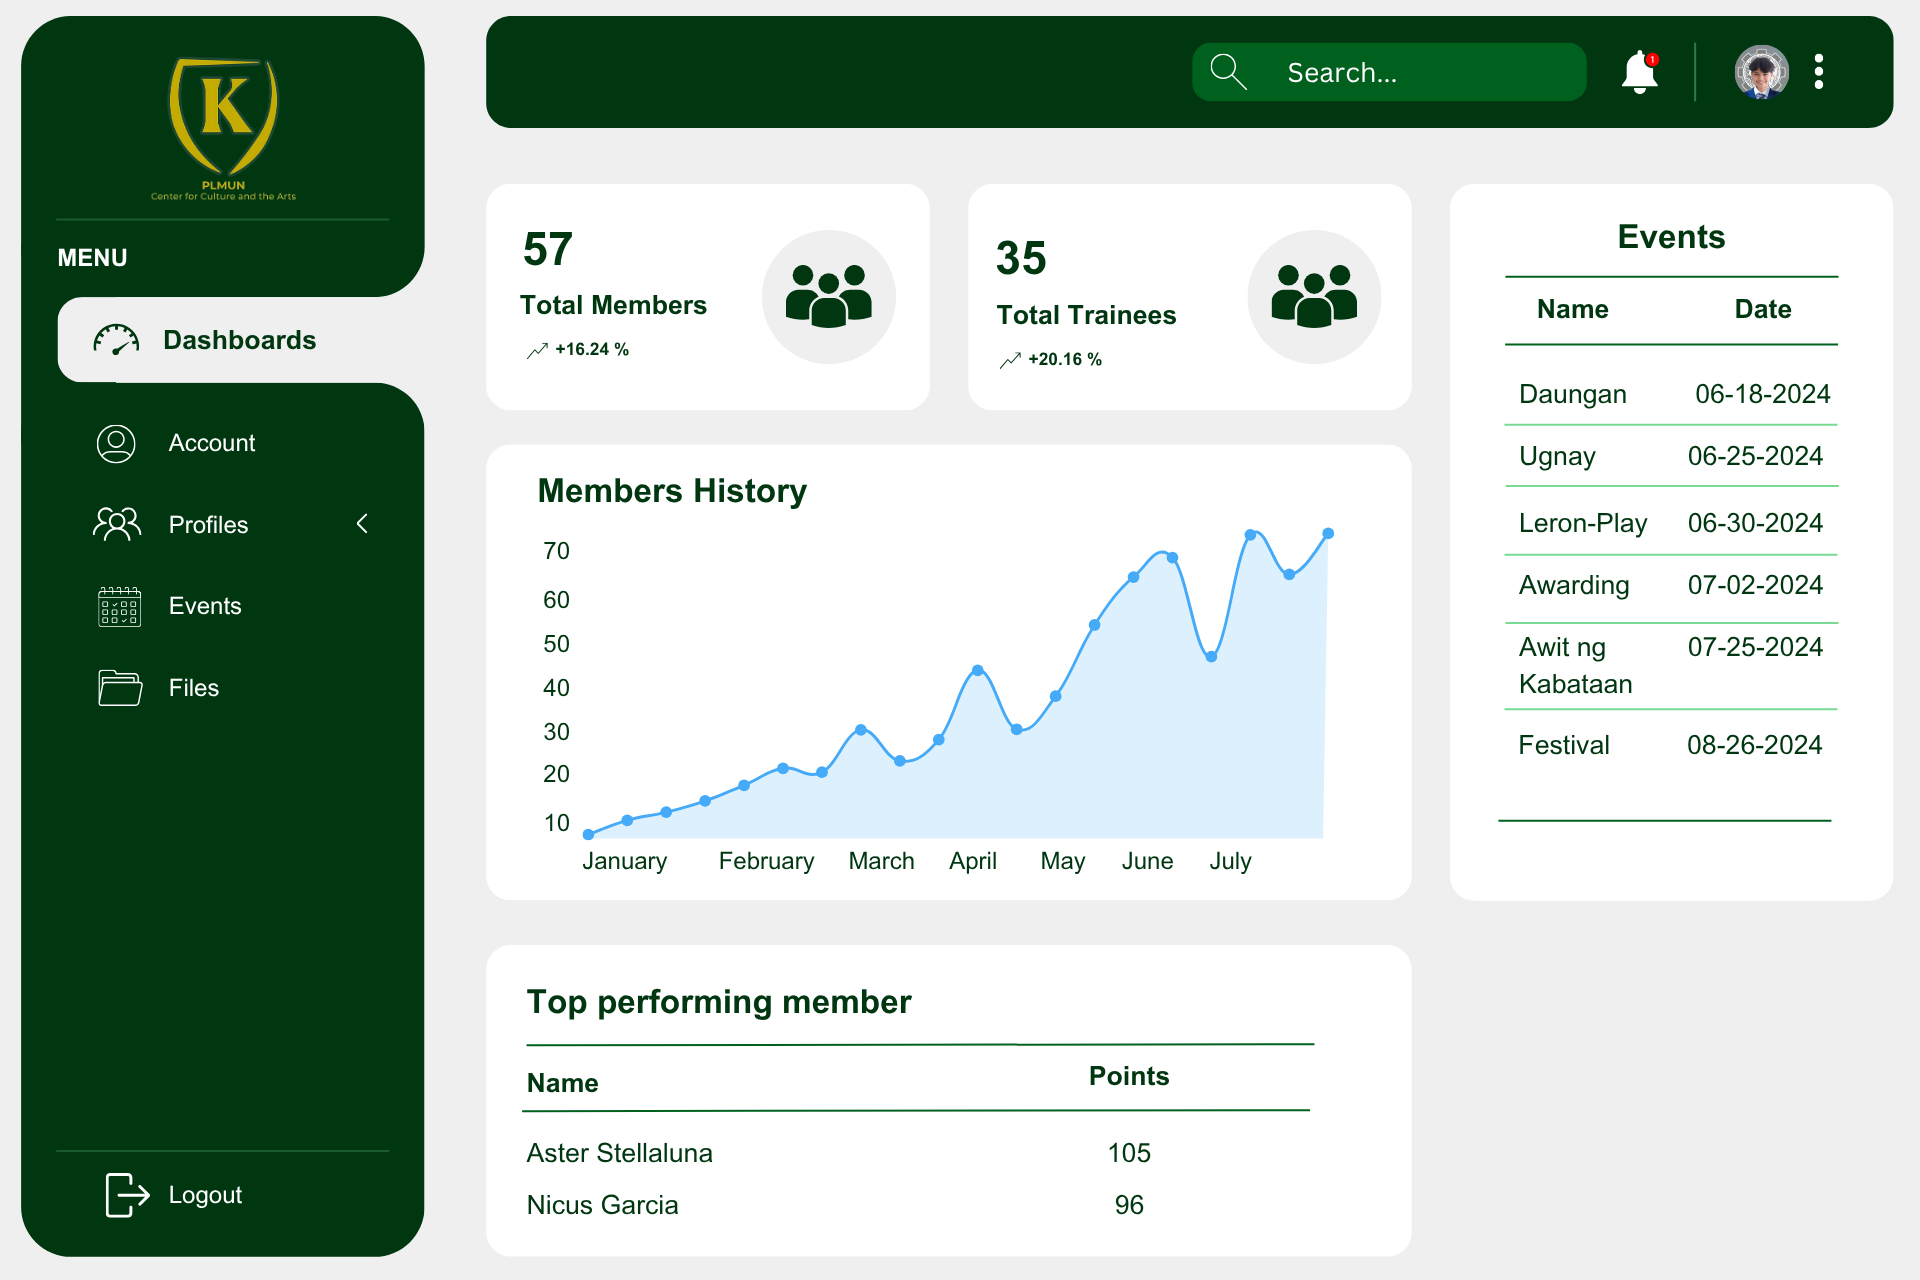 K
PLMUN
Center for Culture and the Arts
MENU
Dashboards
Account
Profiles
Events
Files
Logout
Search...
1
57
Total Members
+16.24 %
35
Total Trainees
+20.16 %
Members History
70
60
50
40
30
20
10
January February March April May June July
Events
Name Date
Daungan 06-18-2024
Ugnay 06-25-2024
Leron-Play 06-30-2024
Awarding 07-02-2024
Awit ng 07-25-2024
Kabataan
Festival 08-26-2024
Top performing member
Name Points
Aster Stellaluna 105
Nicus Garcia 96